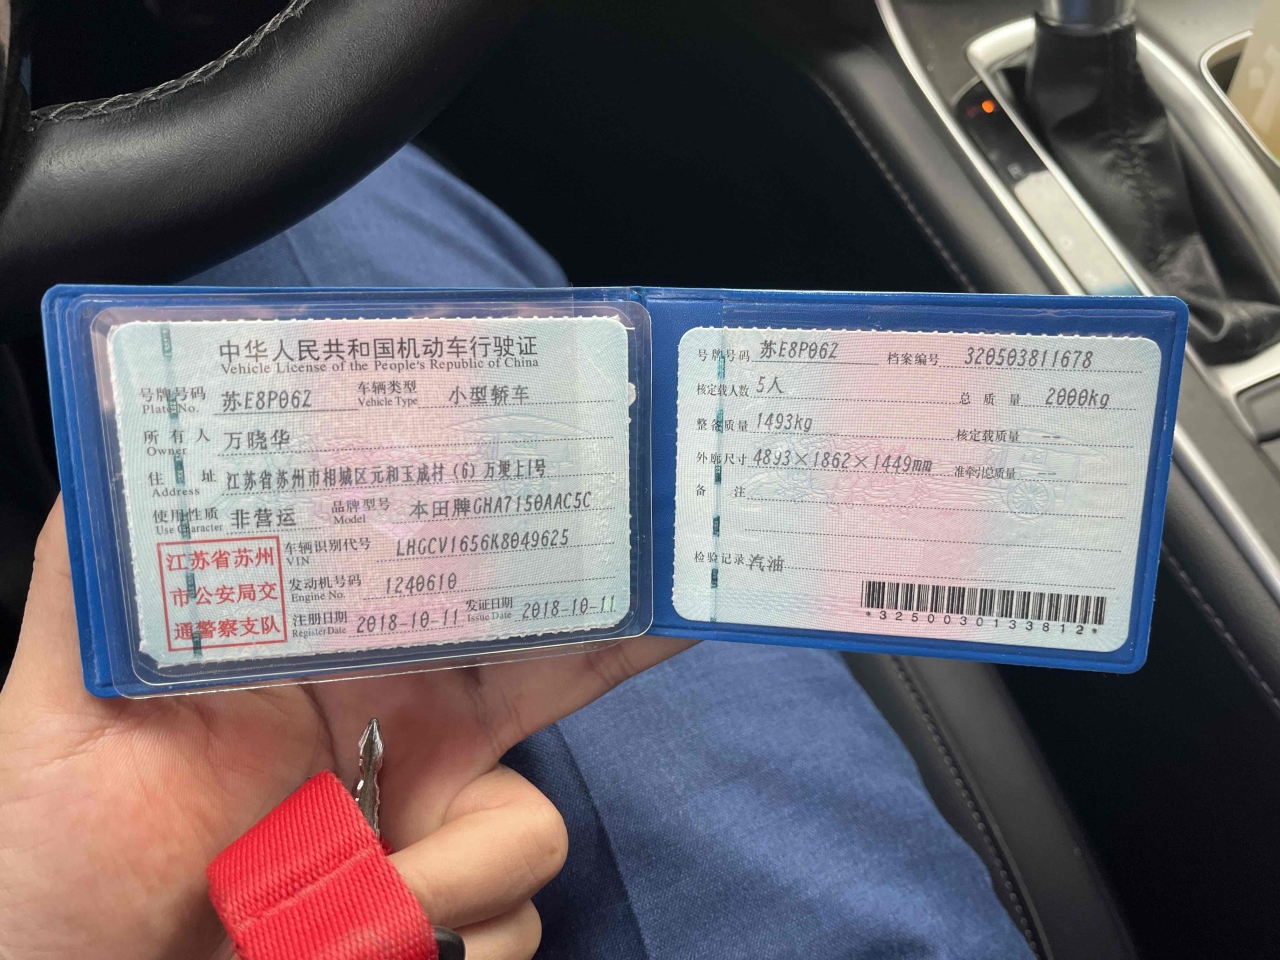 中华人民共和国机动车行驶证
Vehicle License of the People's Republic of China
号牌号码 苏E8P06Z 车辆类型 小型轿车
Plate No. Vehicle Type
所有人 万晓华
Owner
住址 江苏省苏州市相城区元和玉成村(6)万埂上1号
Address
使用性质 非营运 品牌型号 本田牌GHA7150AAC5C
Use Character Model
江苏省苏州
市公安局交
通警察支队
车辆识别代号 LHGCV1656K8049625
VIN
发动机号码 1240610
Engine No.
注册日期 2018-10-11 发证日期 2018-10-11
Register Date Issue Date
号牌号码 苏E8P06Z 档案编号 320503811678
核定载人数 5人 总质量 2000kg
整备质量 1493kg 核定载质量 --
外廓尺寸 4893×1862×1449mm 准牵引总质量 --
备注
检验记录 汽油
*3250030133812*